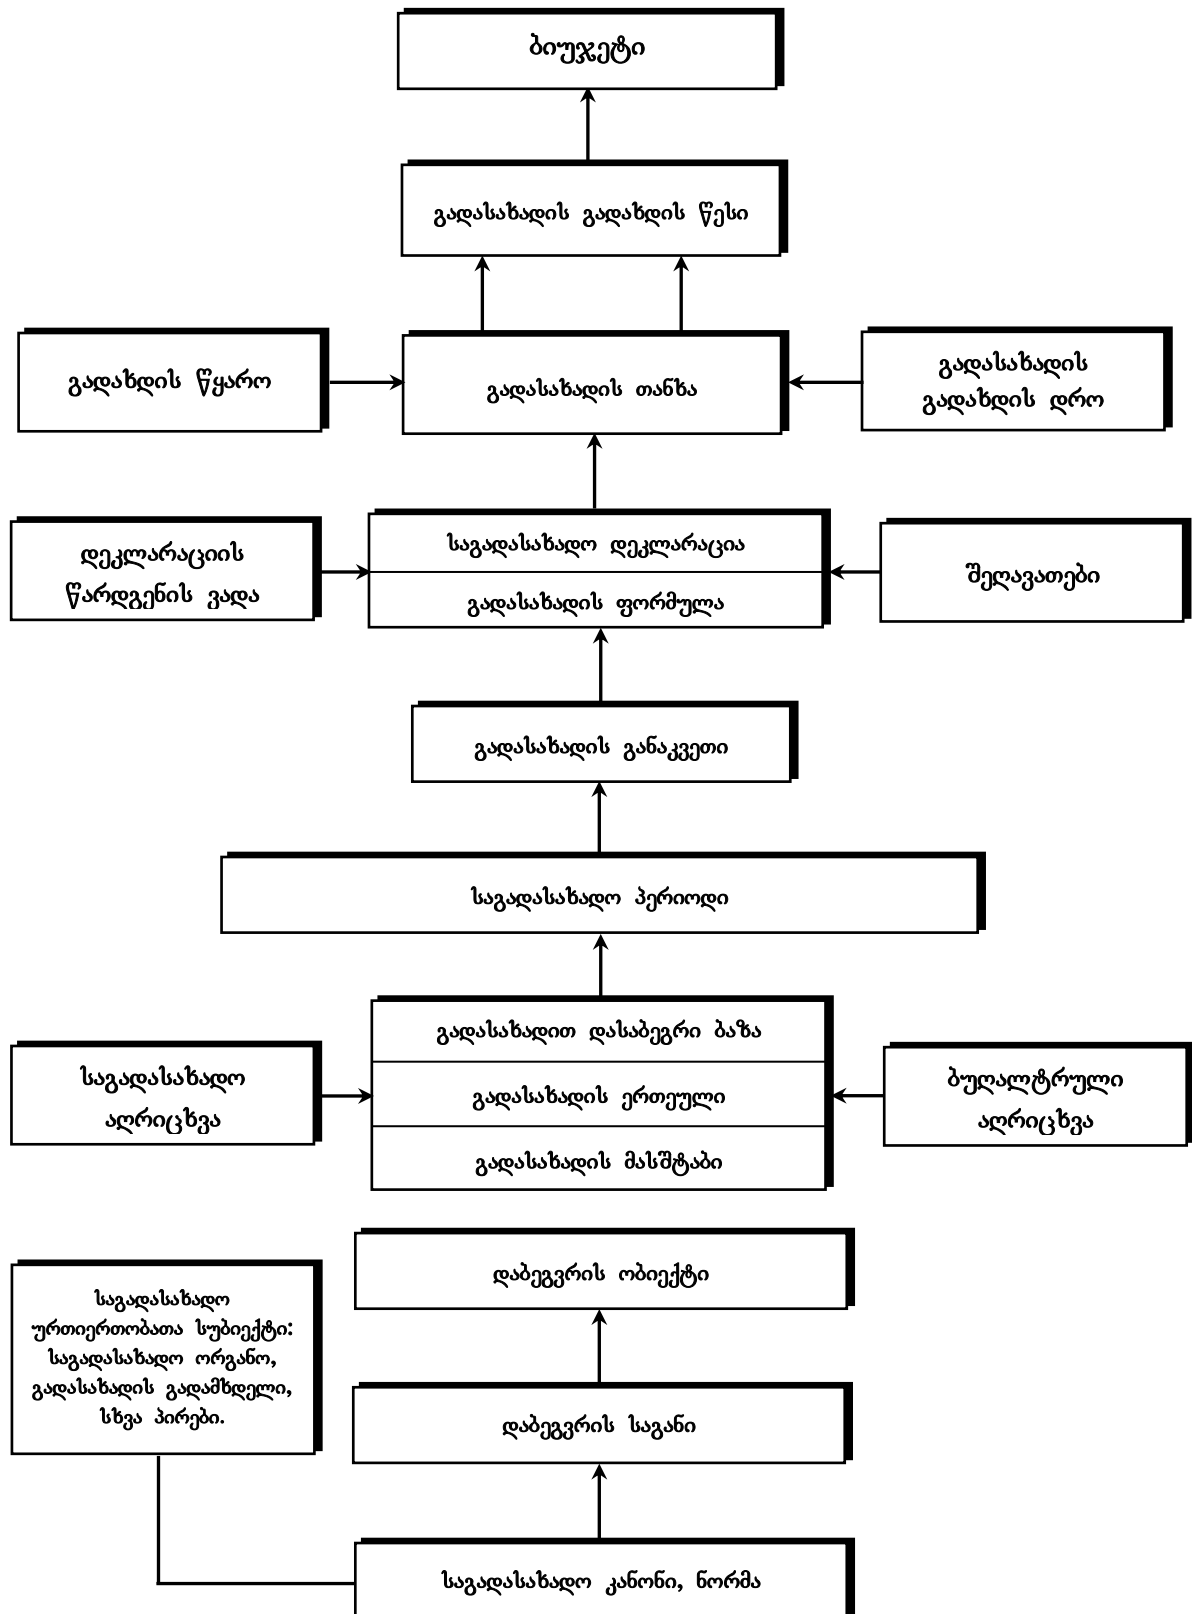 ბიუჯეტი
გადასახადის გადახდის წესი
გადახდის წყარო
გადასახადის თანხა
გადასახადის
გადახდის დრო
დეკლარაციის
წარდგენის ვადა
საგადასახადო დეკლარაცია
გადასახადის ფორმულა
შეღავათები
გადასახადის განაკვეთი
საგადასახადო პერიოდი
საგადასახადო
აღრიცხვა
გადასახადით დასაბეგრი ბაზა
გადასახადის ერთეული
გადასახადის მასშტაბი
ბუღალტრული
აღრიცხვა
დაბეგვრის ობიექტი
საგადასახადო
ურთიერთობათა სუბიექტი:
საგადასახადო ორგანო,
გადასახადის გადამხდელი,
სხვა პირები.
დაბეგვრის საგანი
საგადასახადო კანონი, ნორმა